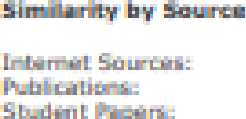 Similarity by Source
Internet Sources:
Publications:
Student Papers: